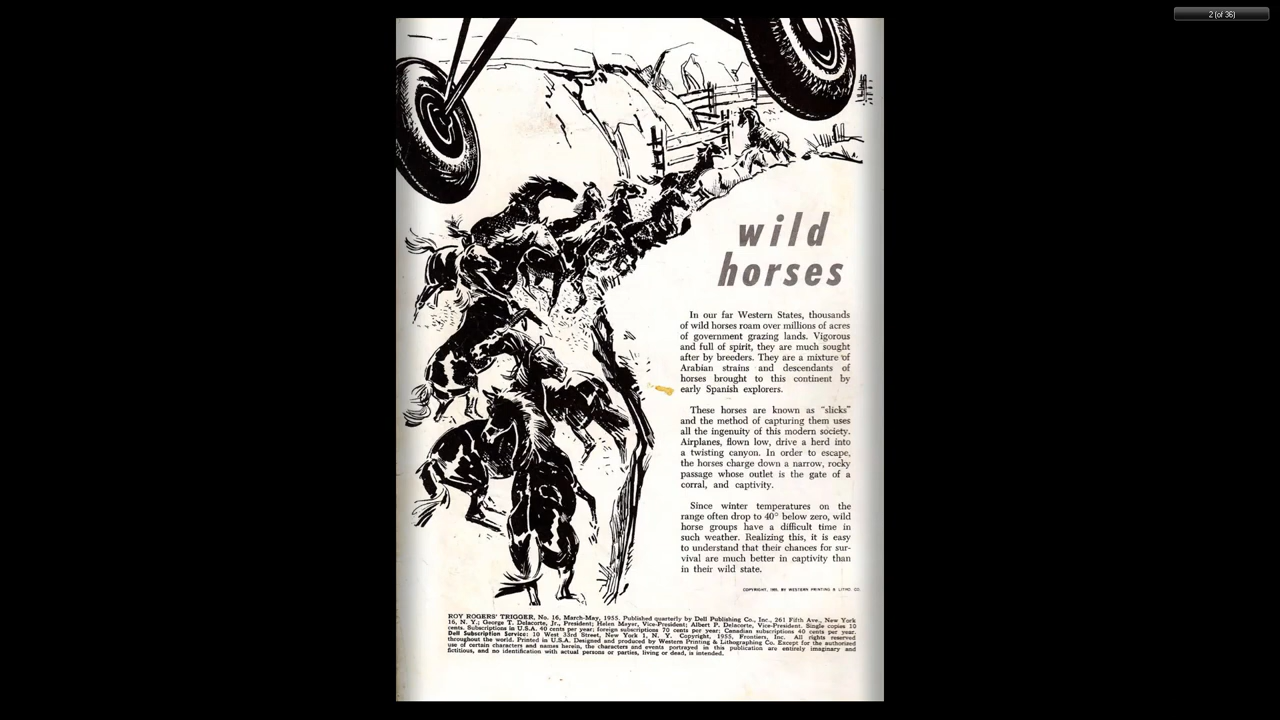 2 (of 36)
wild
horses
In our far Western States, thousands
of wild horses roam over millions of acres
of government grazing lands. Vigorous
and full of spirit, they are much sought
after by breeders. They are a mixture of
Arabian strains and descendants of
horses brought to this continent by
early Spanish explorers.
These horses are known as "slicks"
and the method of capturing them uses
all the ingenuity of this modern society.
Airplanes, flown low, drive a herd into
a twisting canyon. In order to escape,
the horses charge down a narrow, rocky
passage whose outlet is the gate of a
corral, and captivity.
Since winter temperatures on the
range often drop to 40° below zero, wild
horse groups have a difficult time in
such weather. Realizing this, it is easy
to understand that their chances for sur-
vival are much better in captivity than
in their wild state.
COPYRIGHT, 1955, BY WESTERN PRINTING & LITHO. CO.
ROY ROGERS' TRIGGER, No. 16, March-May, 1955. Published quarterly by Dell Publishing Co., Inc., 261 Fifth Ave., New York
16, N. Y.; George T. Delacorte, Jr., President; Helen Meyer, Vice-President; Albert P. Delacorte, Vice-President. Single copies 10
cents. Subscriptions in U.S.A. 40 cents per year; foreign subscriptions 70 cents per year; Canadian subscriptions 40 cents per year.
Dell Subscription Service: 10 West 33rd Street, New York 1, N. Y. Copyright, 1955, Frontiers, Inc. All rights reserved
throughout the world. Printed in U.S.A. Designed and produced by Western Printing & Lithographing Co. Except for the authorized
use of certain characters and names herein, the characters and events portrayed in this publication are entirely imaginary and
fictitious, and no identification with actual persons or parties, living or dead, is intended.